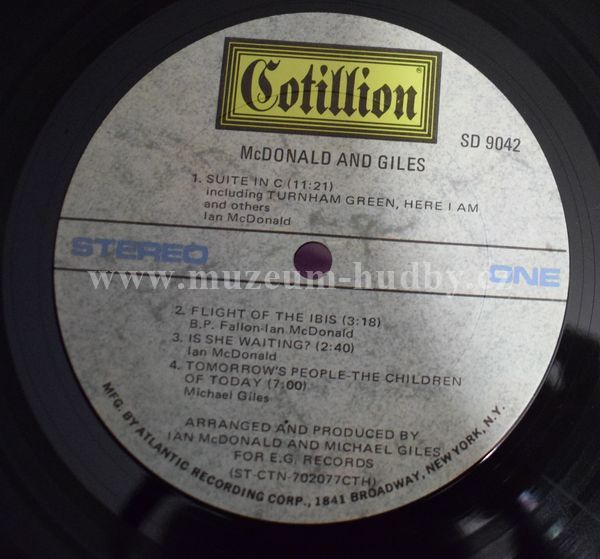 Cotillion®
SD 9042
McDONALD AND GILES
1. SUITE IN C (11:21)
including TURNHAM GREEN, HERE I AM
and others
Ian McDonald
STEREO
ONE
www.muzeum-hudby.cz
2. FLIGHT OF THE IBIS (3:18)
B.P. Fallon-Ian McDonald
3. IS SHE WAITING? (2:40)
Ian McDonald
4. TOMORROW'S PEOPLE-THE CHILDREN
OF TODAY (7:00)
Michael Giles
ARRANGED AND PRODUCED BY
IAN McDONALD AND MICHAEL GILES
FOR E.G. RECORDS
(ST-CTN-702077CTH)
MFG. BY ATLANTIC RECORDING CORP., 1841 BROADWAY, NEW YORK, N.Y.